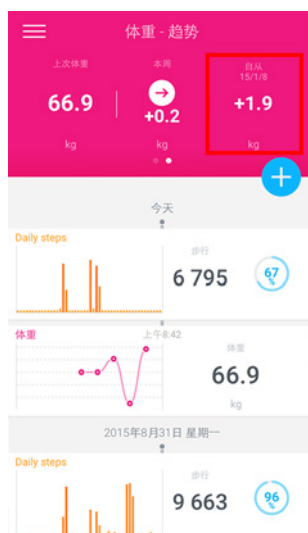 体重 - 趋势
上次体重
66.9
kg
本周
+0.2
kg
自从
15/1/8
+1.9
kg
今天
Daily steps
步行
6 795
67
%
体重
上午8:42
体重
66.9
kg
2015年8月31日 星期一
Daily steps
步行
9 663
96
%